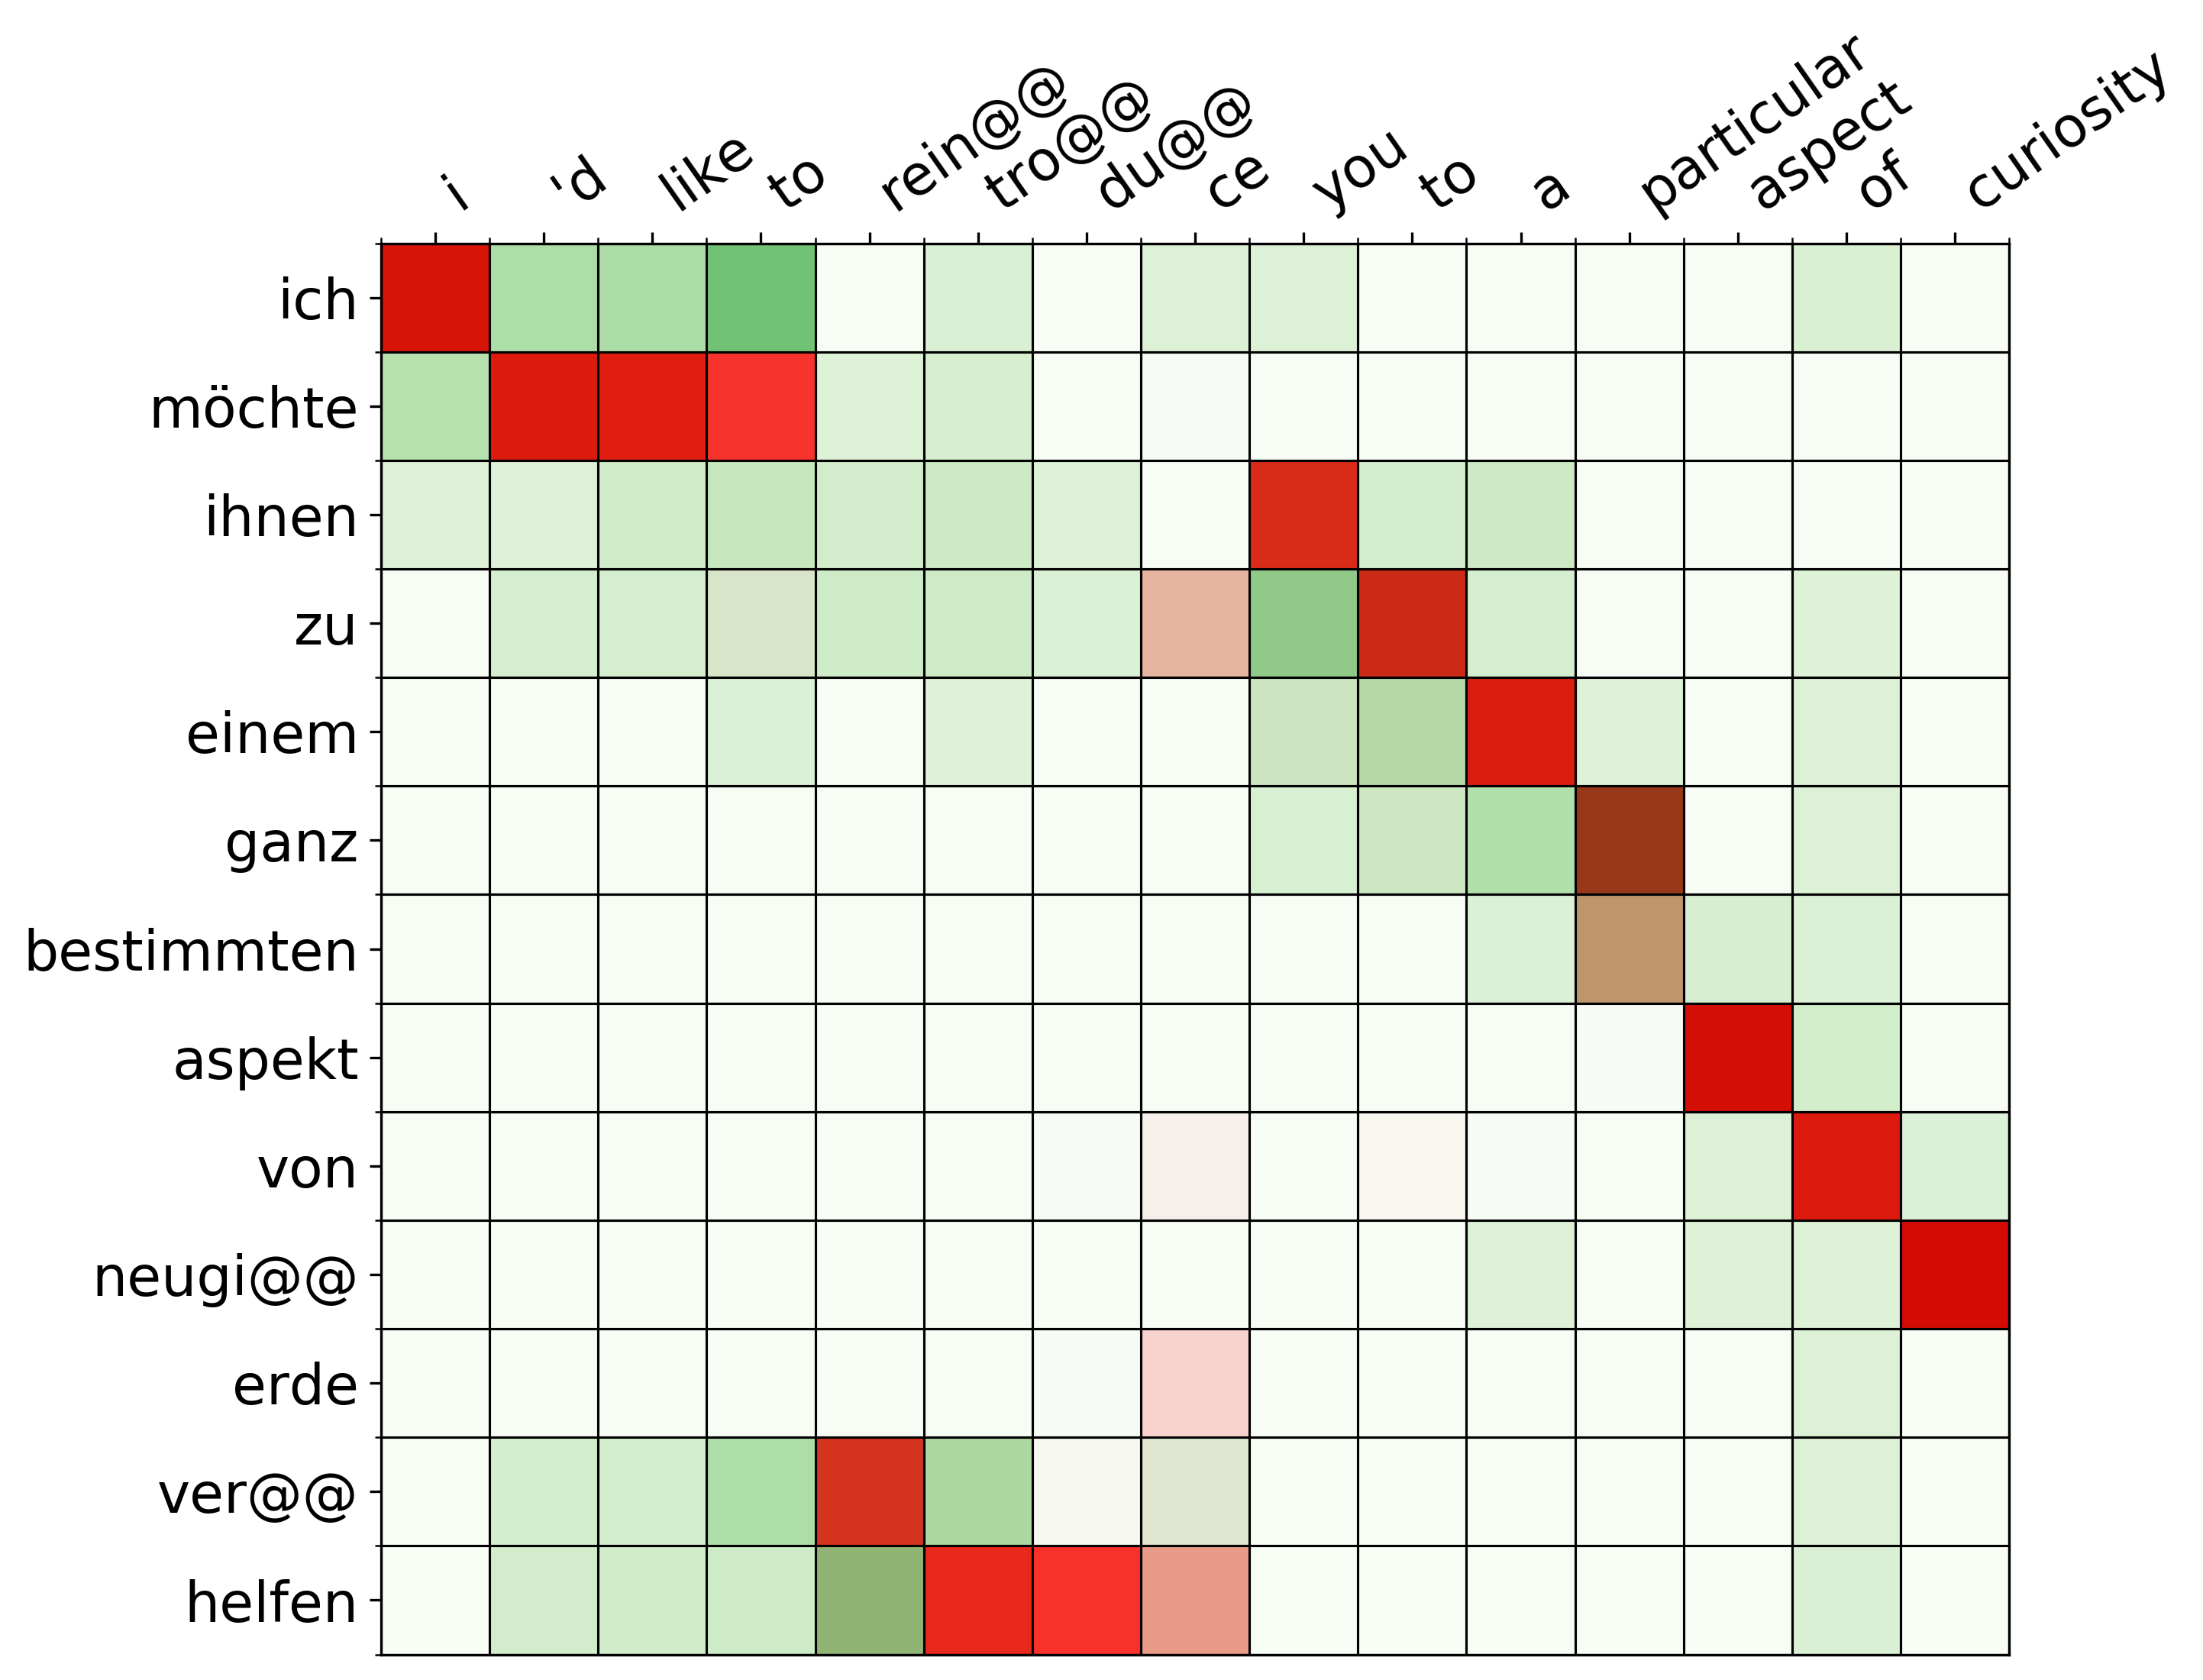 i 'd like to rein@@ tro@@ du@@ ce you to a particular aspect of curiosity
ich
möchte
ihnen
zu
einem
ganz
bestimmten
aspekt
von
neugi@@
erde
ver@@
helfen